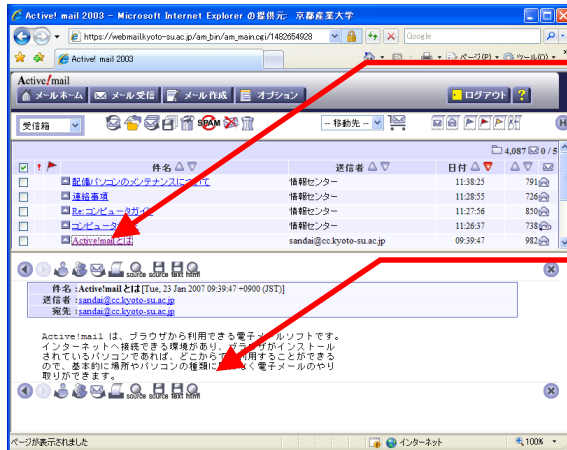 Active! mail 2003 - Microsoft Internet Explorer の提供元: 京都産業大学
https://webmail.kyoto-su.ac.jp/am_bin/am_main.cgi/1482654928
Google
Active! mail 2003
ページ(P)
ツール(O)
Active!mail
メールホーム メール受信 メール作成 オプション ログアウト ?
受信箱 SPAM -- 移動先 --
4,087 0 / 5
! 件名 送信者 日付
配備パソコンのメンテナンスについて 情報センター 11:38:25 791
連絡事項 情報センター 11:28:55 726
Re:コンピュータガイ 情報センター 11:27:56 850
コンピュータ 情報センター 11:26:37 738
Active!mailとは sandai@cc.kyoto-su.ac.jp 09:39:47 982
source source text html
件名 :Active!mailとは[Tue, 23 Jan 2007 09:39:47 +0900 (JST)]
送信者 :sandai@cc.kyoto-su.ac.jp
宛先 :sandai@cc.kyoto-su.ac.jp
Active!mail は、ブラウザから利用できる電子メールソフトです。
インターネットへ接続できる環境があり、ブラウザがインストール
されているパソコンであれば、どこからで利用することができる
ので、基本的に場所やパソコンの種類に なく電子メールのやり
取りができます。
source source text html
ページが表示されました インターネット 100%